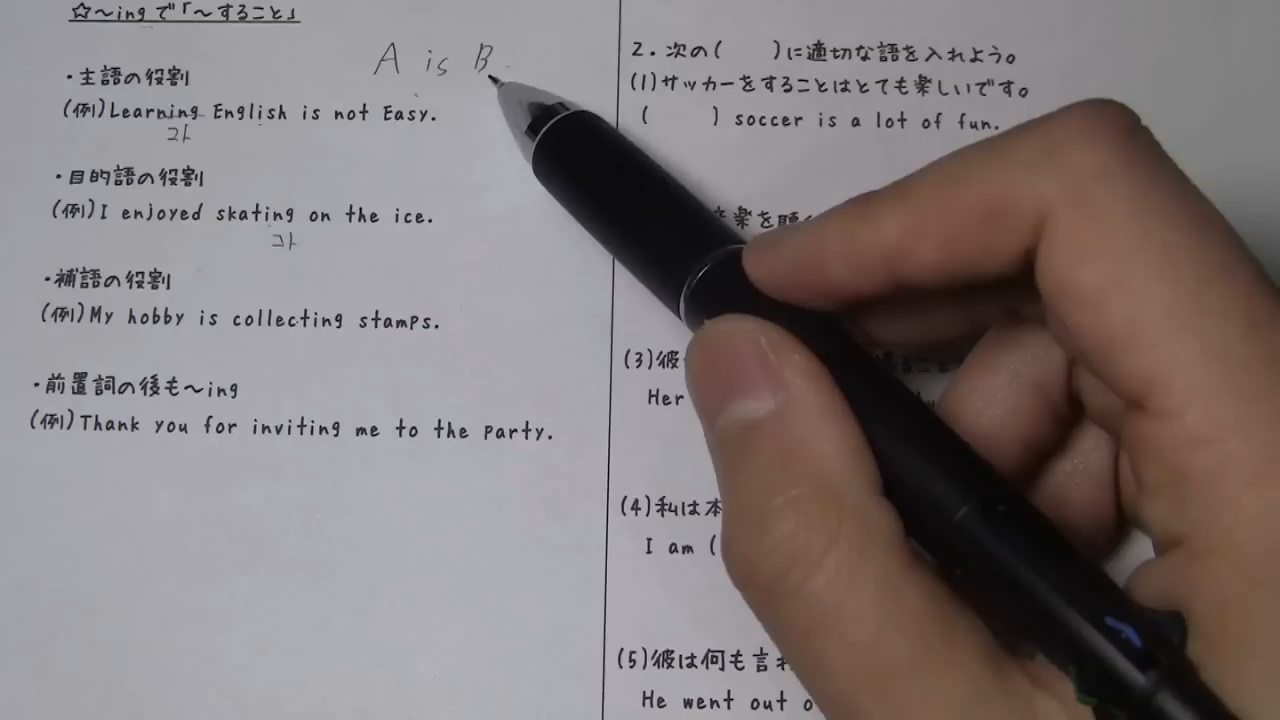 ☆～ingで「～すること」
A is B
・主語の役割
(例)Learning English is not Easy.
コト
・目的語の役割
(例)I enjoyed skating on the ice.
コト
・補語の役割
(例)My hobby is collecting stamps.
・前置詞の後も～ing
(例)Thank you for inviting me to the party.
2. 次の( )に適切な語を入れよう。
(1)サッカーをすることはとても楽しいです。
( ) soccer is a lot of fun.
楽を聴
(3)彼
Her
(4)私は本
I am (
(5)彼は何も言わ
He went out o